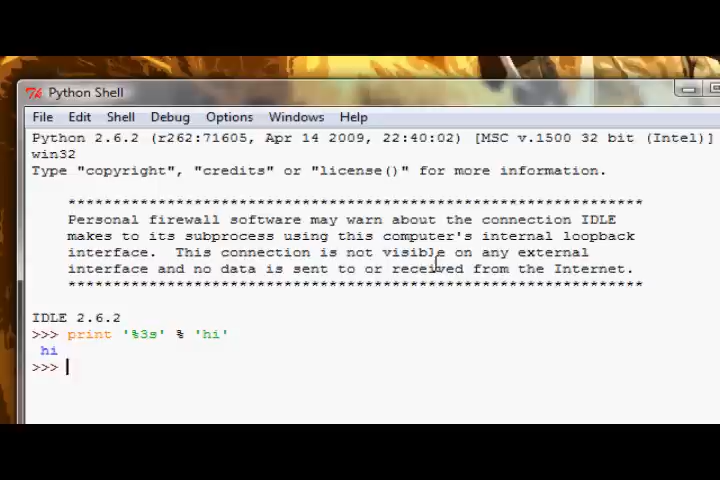 Python Shell
File Edit Shell Debug Options Windows Help
Python 2.6.2 (r262:71605, Apr 14 2009, 22:40:02) [MSC v.1500 32 bit (Intel)]
win32
Type "copyright", "credits" or "license()" for more information.
****************************************************************
Personal firewall software may warn about the connection IDLE
makes to its subprocess using this computer's internal loopback
interface.  This connection is not visible on any external
interface and no data is sent to or received from the Internet.
****************************************************************
IDLE 2.6.2
>>> print '%3s' % 'hi'
 hi
>>>